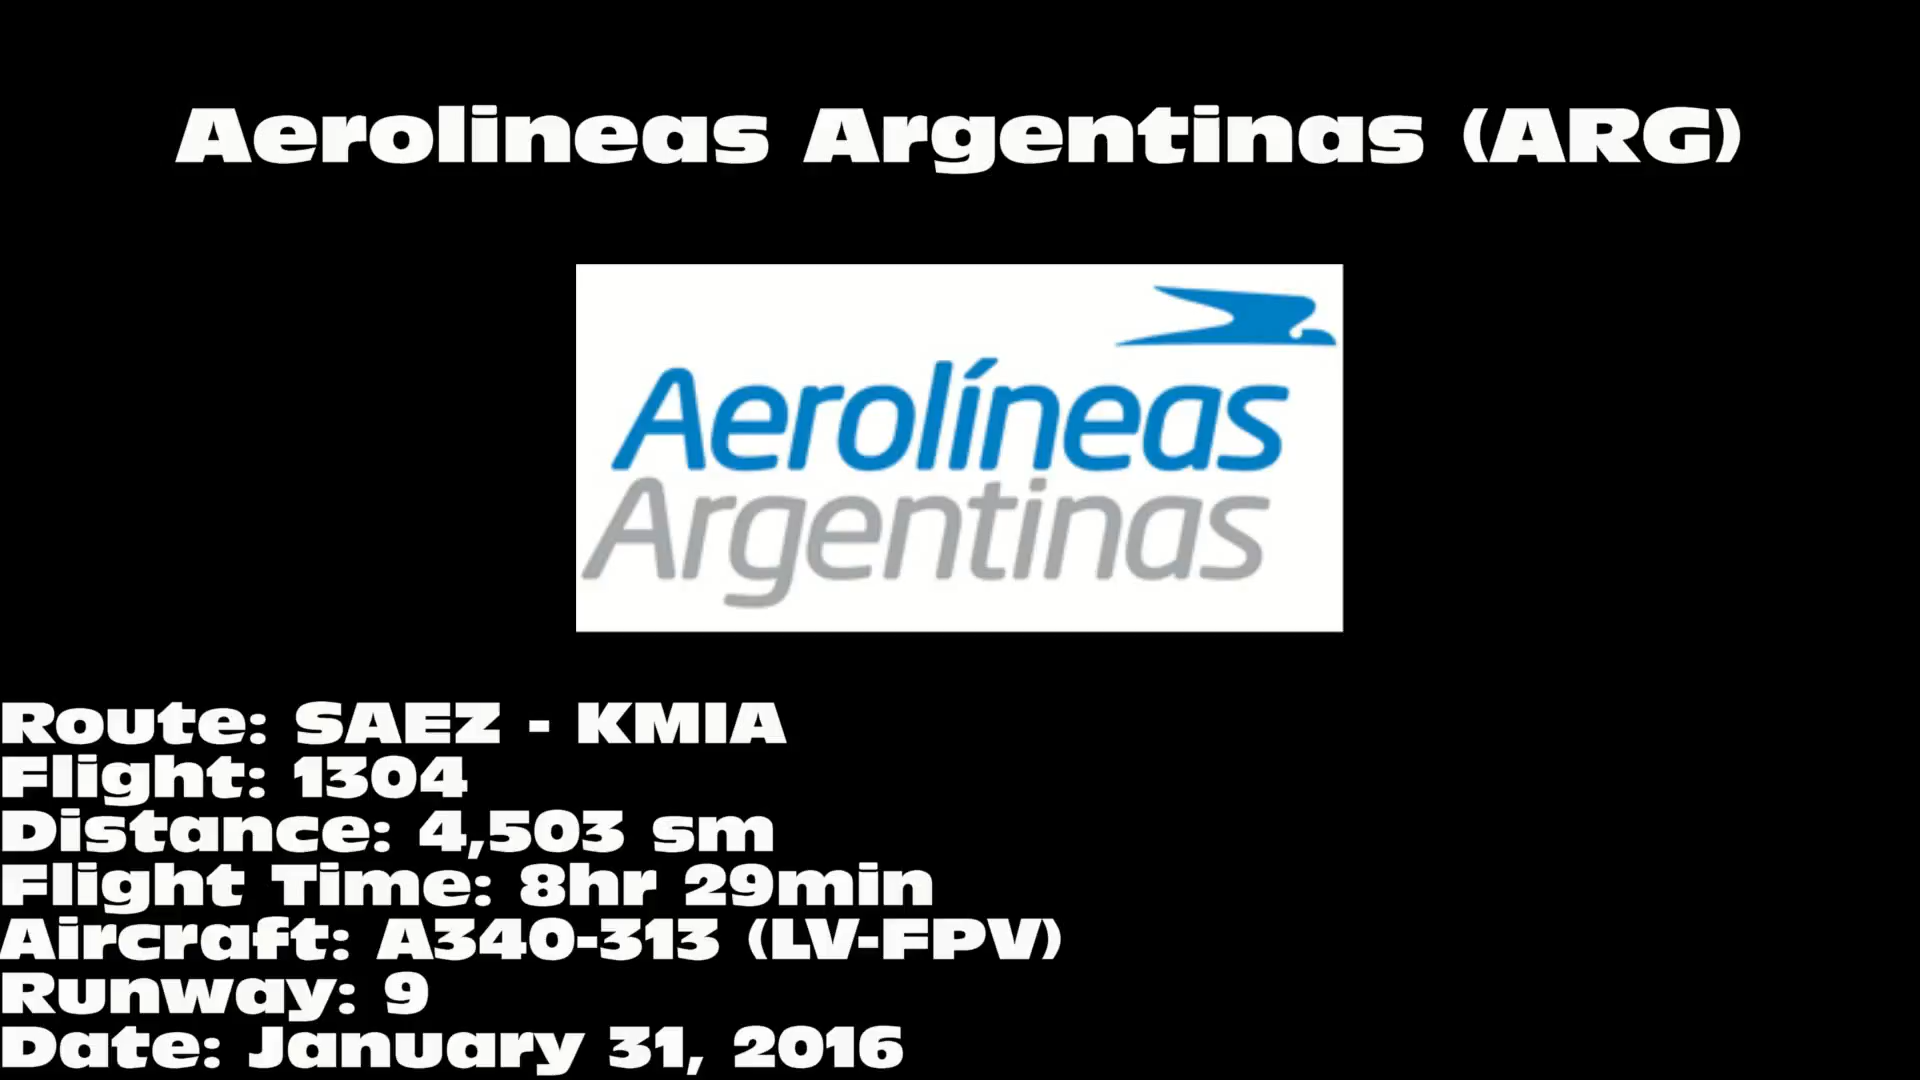 Aerolineas Argentinas (ARG)
Aerolíneas
Argentinas
Route: SAEZ - KMIA
Flight: 1304
Distance: 4,503 sm
Flight Time: 8hr 29min
Aircraft: A340-313 (LV-FPV)
Runway: 9
Date: January 31, 2016